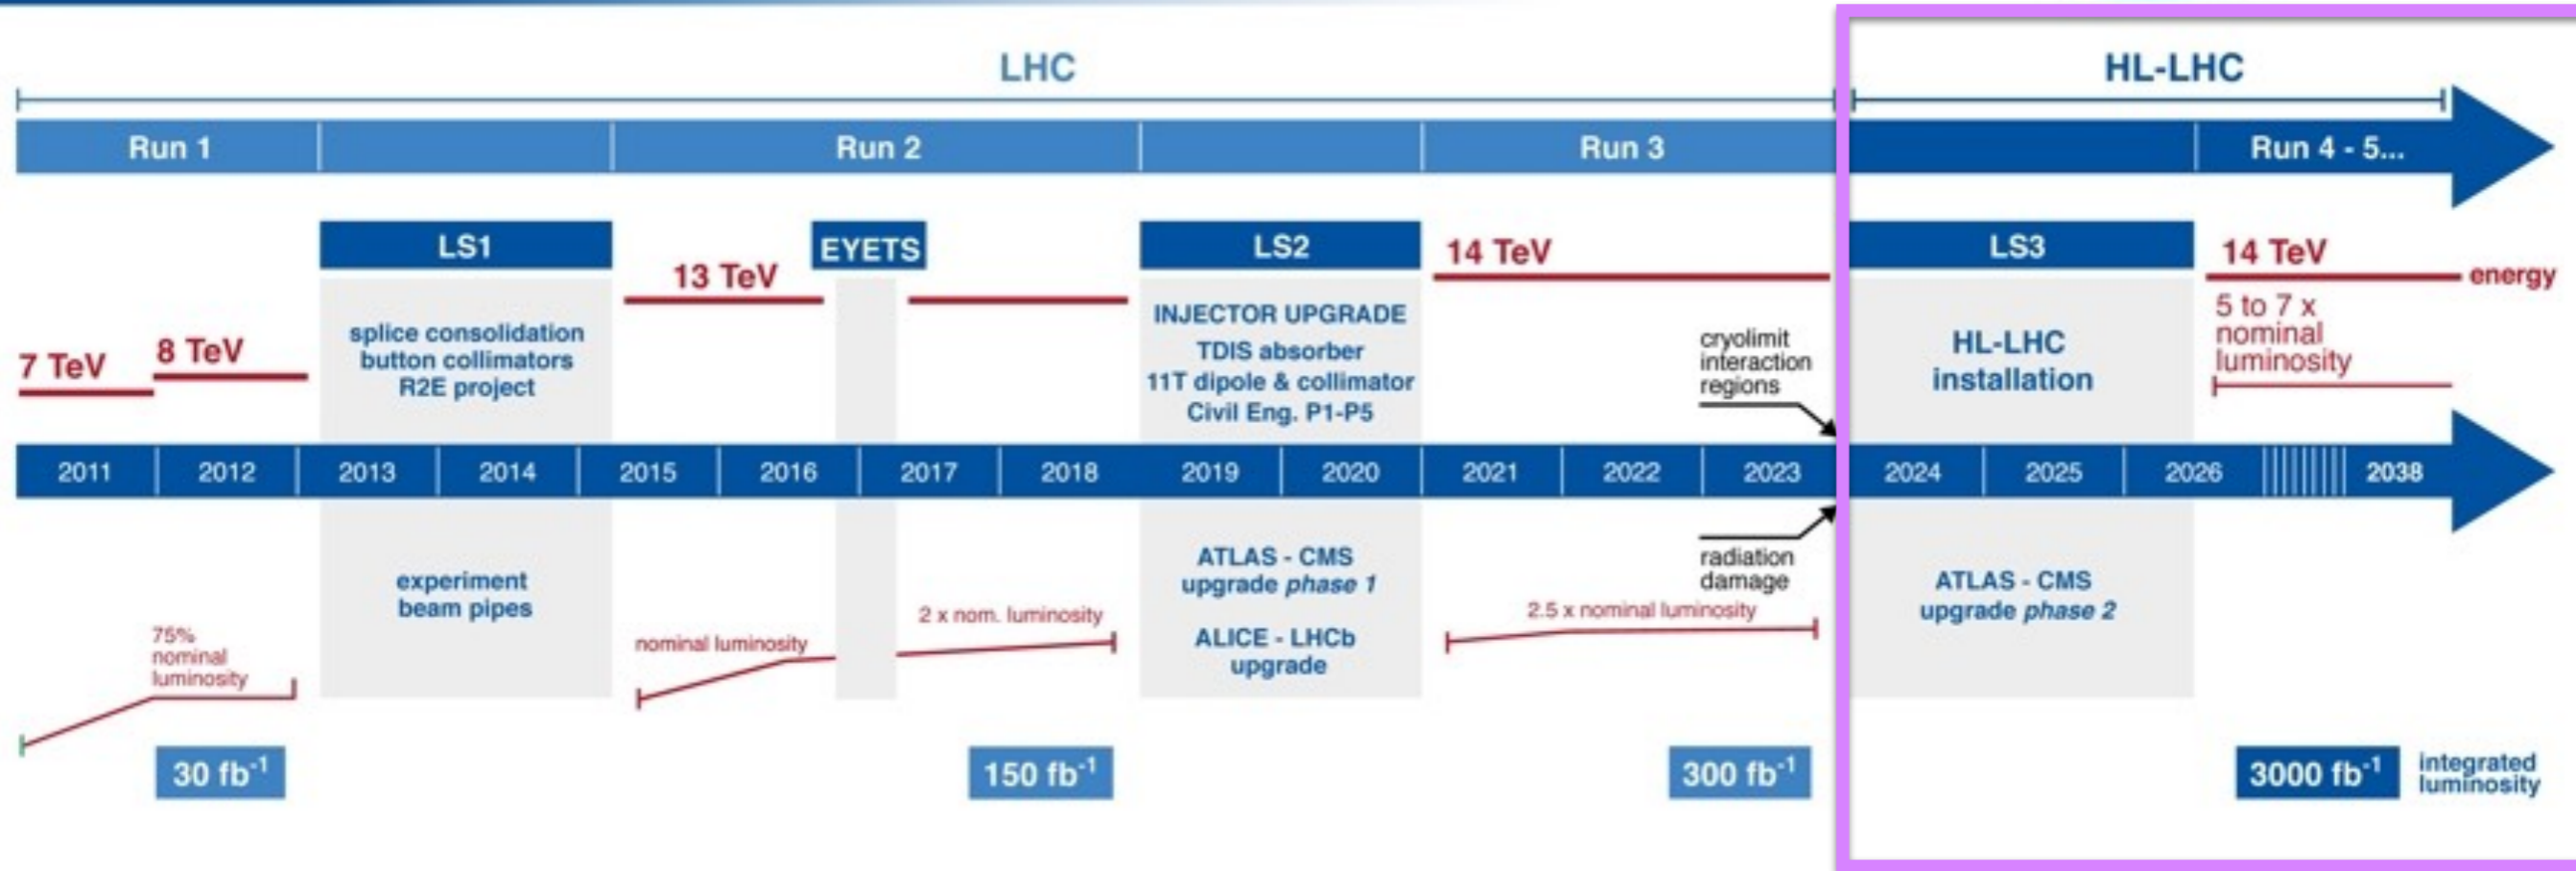 LHC
HL-LHC
Run 1
Run 2
Run 3
Run 4 - 5...
LS1
EYETS
LS2
LS3
7 TeV
8 TeV
13 TeV
14 TeV
14 TeV
energy
splice consolidation
button collimators
R2E project
INJECTOR UPGRADE
TDIS absorber
11T dipole & collimator
Civil Eng. P1-P5
cryolimit
interaction
regions
HL-LHC
installation
5 to 7 x
nominal
luminosity
2011
2012
2013
2014
2015
2016
2017
2018
2019
2020
2021
2022
2023
2024
2025
2026
2038
experiment
beam pipes
ATLAS - CMS
upgrade phase 1
ALICE - LHCb
upgrade
radiation
damage
ATLAS - CMS
upgrade phase 2
75%
nominal
luminosity
nominal luminosity
2 x nom. luminosity
2.5 x nominal luminosity
30 fb⁻¹
150 fb⁻¹
300 fb⁻¹
3000 fb⁻¹
integrated
luminosity